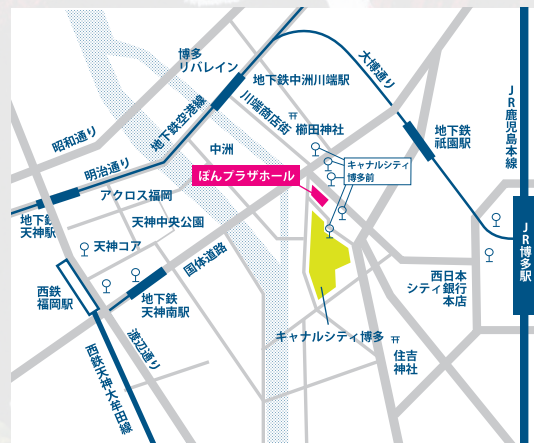 博多
リバレイン
地下鉄中洲川端駅
大博通り
JR鹿児島本線
昭和通り
地下鉄空港線
川端商店街
櫛田神社
地下鉄
祇園駅
明治通り
中洲
キャナルシティ
博多前
ぽんプラザホール
アクロス福岡
地下鉄
天神駅
天神中央公園
天神コア
国体道路
JR博多駅
西日本
シティ銀行
本店
西鉄
福岡駅
地下鉄
天神南駅
渡辺通り
キャナルシティ博多
住吉
神社
西鉄天神大牟田線